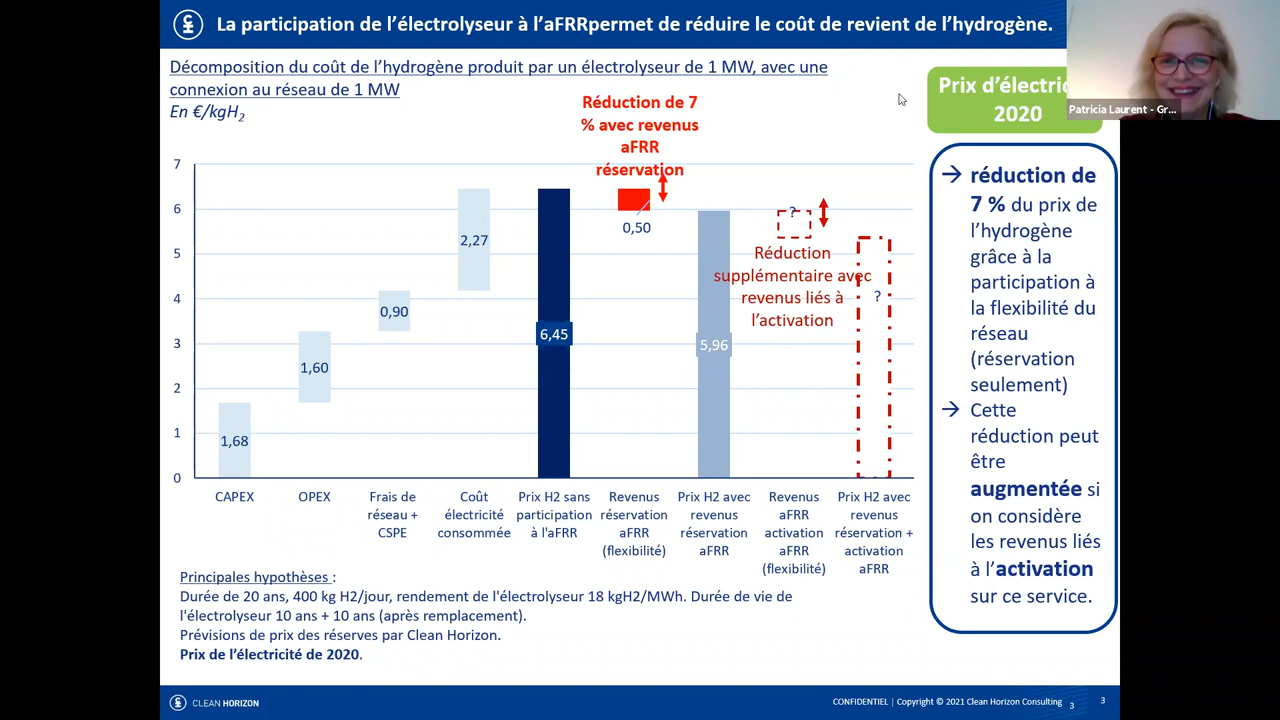 La participation de l’électrolyseur à l’aFRRpermet de réduire le coût de revient de l’hydrogène.
Décomposition du coût de l’hydrogène produit par un électrolyseur de 1 MW, avec une
connexion au réseau de 1 MW
En €/kgH2
Réduction de 7
% avec revenus
aFRR
réservation
Prix d’électric
2020
Patricia Laurent - Gr...
7
6
5
4
3
2
1
0
1,68
1,60
0,90
2,27
6,45
0,50
5,96
?
Réduction
supplémentaire avec
revenus liés à
l’activation
?
CAPEX
OPEX
Frais de
réseau +
CSPE
Coût
électricité
consommée
Prix H2 sans
participation
à l'aFRR
Revenus
réservation
aFRR
(flexibilité)
Prix H2 avec
revenus
réservation
aFRR
Revenus
aFRR
activation
aFRR
(flexibilité)
Prix H2 avec
revenus
réservation +
activation
aFRR
→ réduction de
7 % du prix de
l’hydrogène
grâce à la
participation à
la flexibilité du
réseau
(réservation
seulement)
→ Cette
réduction peut
être
augmentée si
on considère
les revenus liés
à l’activation
sur ce service.
Principales hypothèses :
Durée de 20 ans, 400 kg H2/jour, rendement de l'électrolyseur 18 kgH2/MWh. Durée de vie de
l'électrolyseur 10 ans + 10 ans (après remplacement).
Prévisions de prix des réserves par Clean Horizon.
Prix de l’électricité de 2020.
CLEAN HORIZON
CONFIDENTIEL | Copyright © 2021 Clean Horizon Consulting
3
3